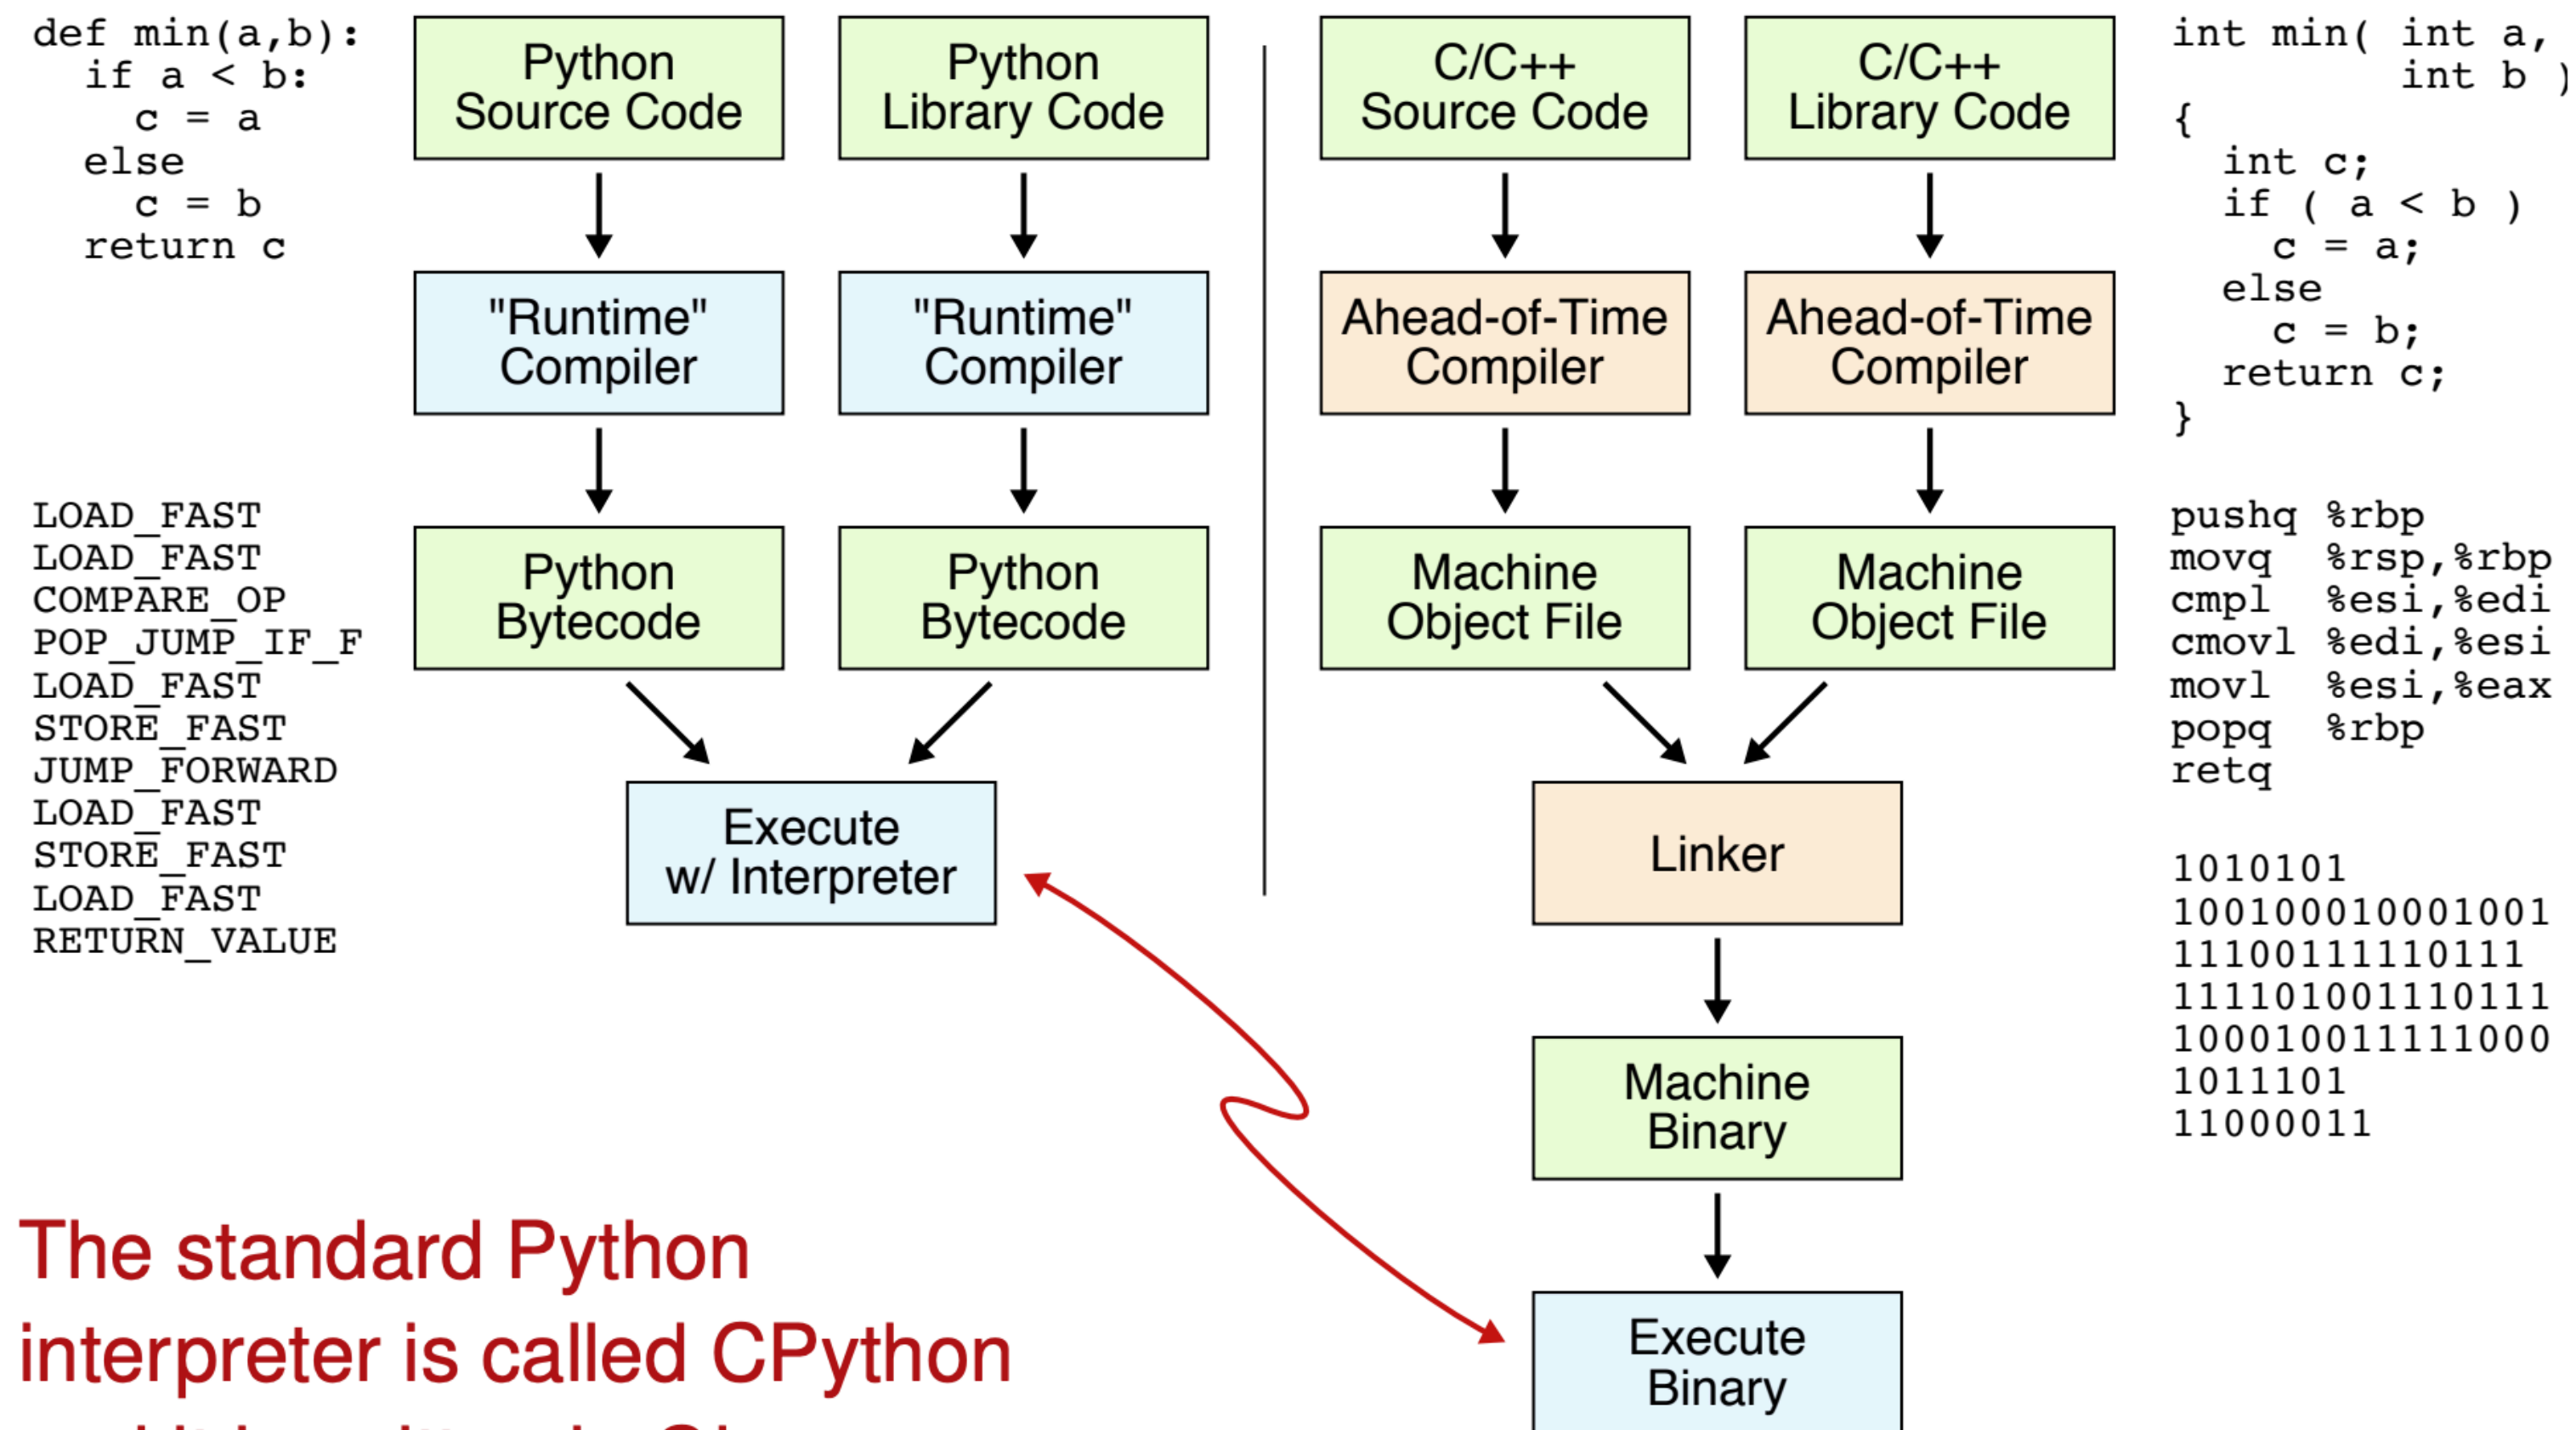 def min(a,b):
  if a < b:
    c = a
  else
    c = b
  return c
Python
Source Code
Python
Library Code
C/C++
Source Code
C/C++
Library Code
int min( int a,
         int b )
{
  int c;
  if ( a < b )
    c = a;
  else
    c = b;
  return c;
}
"Runtime"
Compiler
"Runtime"
Compiler
Ahead-of-Time
Compiler
Ahead-of-Time
Compiler
LOAD_FAST
LOAD_FAST
COMPARE_OP
POP_JUMP_IF_F
LOAD_FAST
STORE_FAST
JUMP_FORWARD
LOAD_FAST
STORE_FAST
LOAD_FAST
RETURN_VALUE
Python
Bytecode
Python
Bytecode
Machine
Object File
Machine
Object File
pushq %rbp
movq  %rsp,%rbp
cmpl  %esi,%edi
cmovl %edi,%esi
movl  %esi,%eax
popq  %rbp
retq
Execute
w/ Interpreter
Linker
1010101
100100010001001
11100111110111
111101001110111
100010011111000
1011101
11000011
Machine
Binary
Execute
Binary
The standard Python
interpreter is called CPython